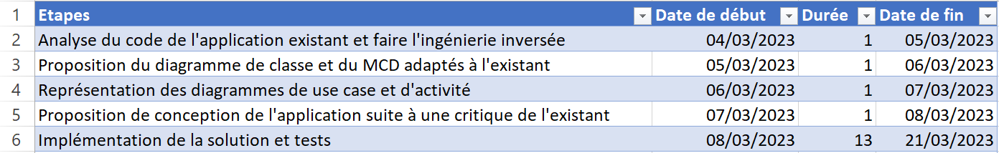 1 Etapes Date de début Durée Date de fin
2 Analyse du code de l'application existant et faire l'ingénierie inversée 04/03/2023 1 05/03/2023
3 Proposition du diagramme de classe et du MCD adaptés à l'existant 05/03/2023 1 06/03/2023
4 Représentation des diagrammes de use case et d'activité 06/03/2023 1 07/03/2023
5 Proposition de conception de l'application suite à une critique de l'existant 07/03/2023 1 08/03/2023
6 Implémentation de la solution et tests 08/03/2023 13 21/03/2023